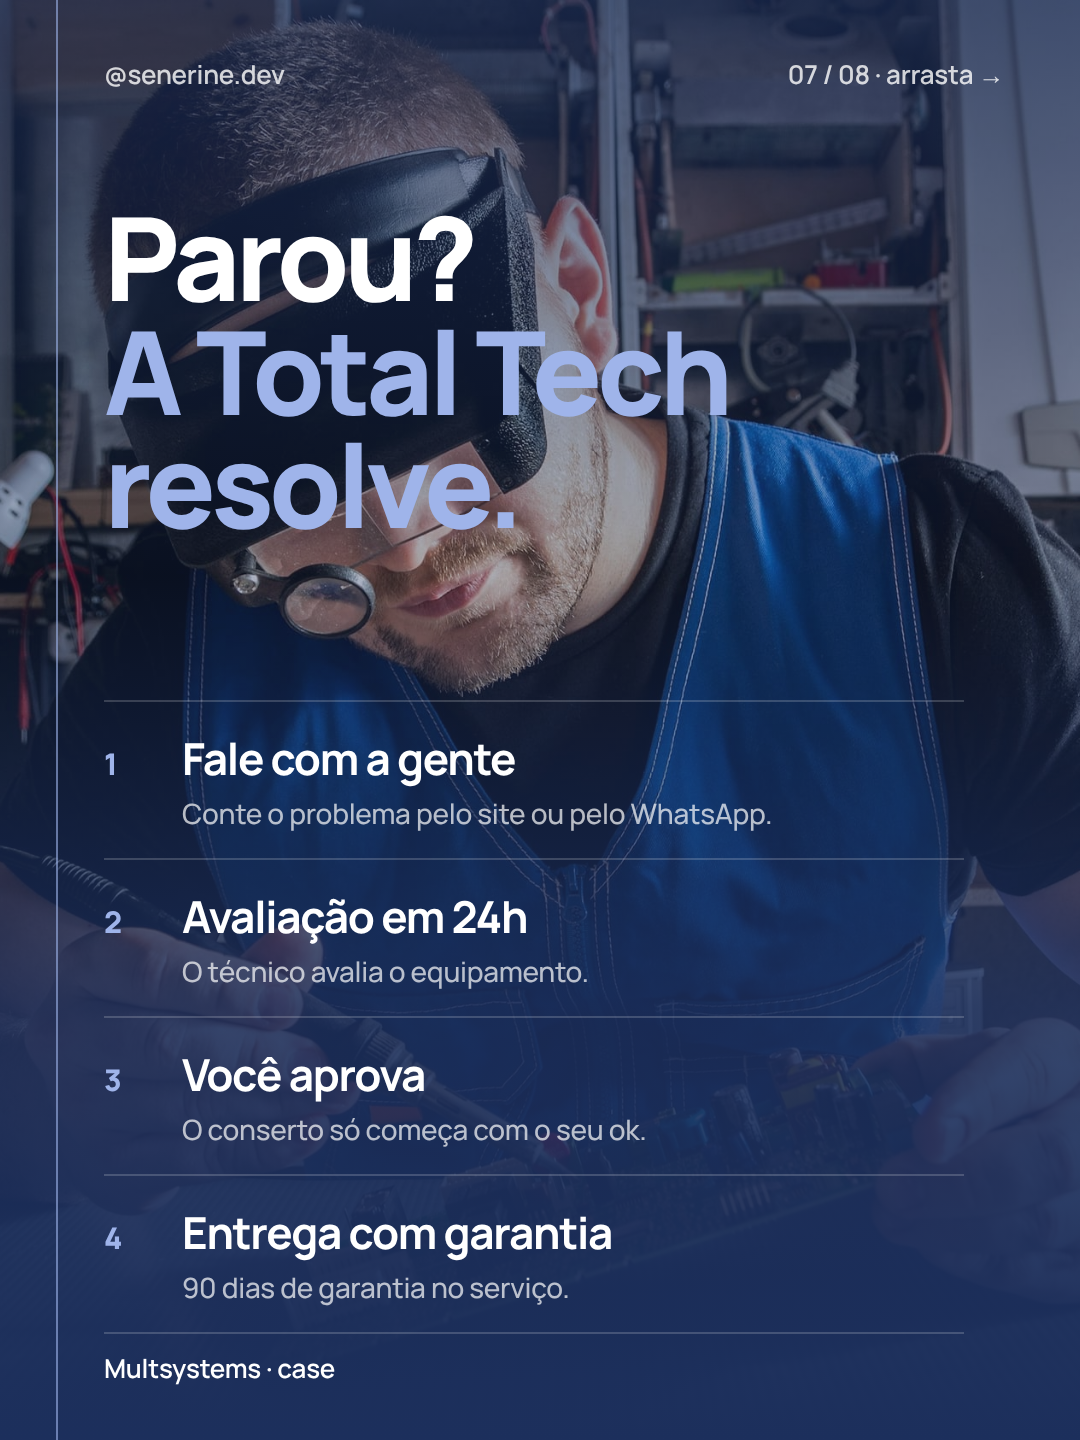 @senerine.dev
07 / 08 · arrasta →
Parou?
A Total Tech
resolve.
1
Fale com a gente
Conte o problema pelo site ou pelo WhatsApp.
2
Avaliação em 24h
O técnico avalia o equipamento.
3
Você aprova
O conserto só começa com o seu ok.
4
Entrega com garantia
90 dias de garantia no serviço.
Multsystems · case